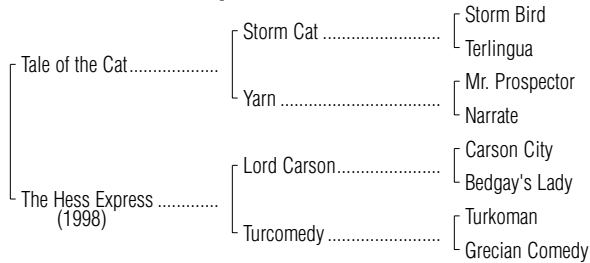 Storm Bird
Storm Cat ........................
Terlingua
Tale of the Cat...................
Mr. Prospector
Yarn .................................
Narrate
Carson City
Lord Carson.....................
Bedgay's Lady
The Hess Express .............
(1998)
Turkoman
Turcomedy .......................
Grecian Comedy